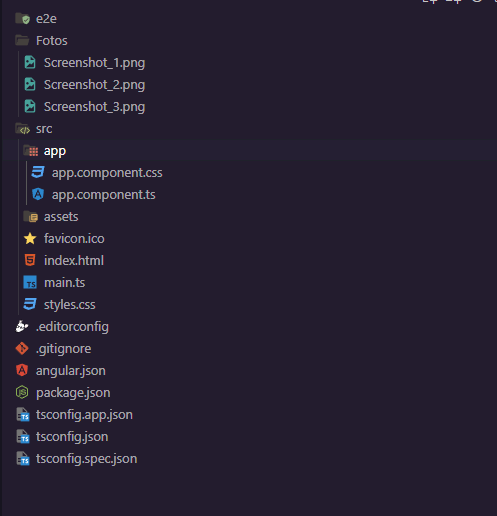 e2e
Fotos
Screenshot_1.png
Screenshot_2.png
Screenshot_3.png
src
app
app.component.css
app.component.ts
assets
favicon.ico
index.html
main.ts
styles.css
.editorconfig
.gitignore
angular.json
package.json
tsconfig.app.json
tsconfig.json
tsconfig.spec.json